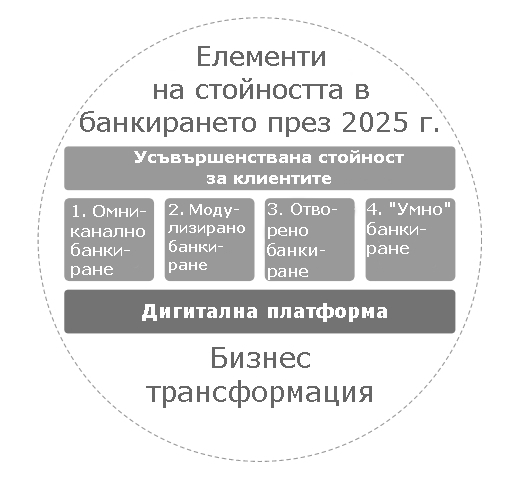 Елементи
на стойността в
банкирането през 2025 г.
Усъвършенствана стойност
за клиентите
1. Омни-
канално
банки-
ране
2. Моду-
лизирано
банки-
ране
3. Отво-
рено
банки-
ране
4. "Умно"
банки-
ране
Дигитална платформа
Бизнес
трансформация